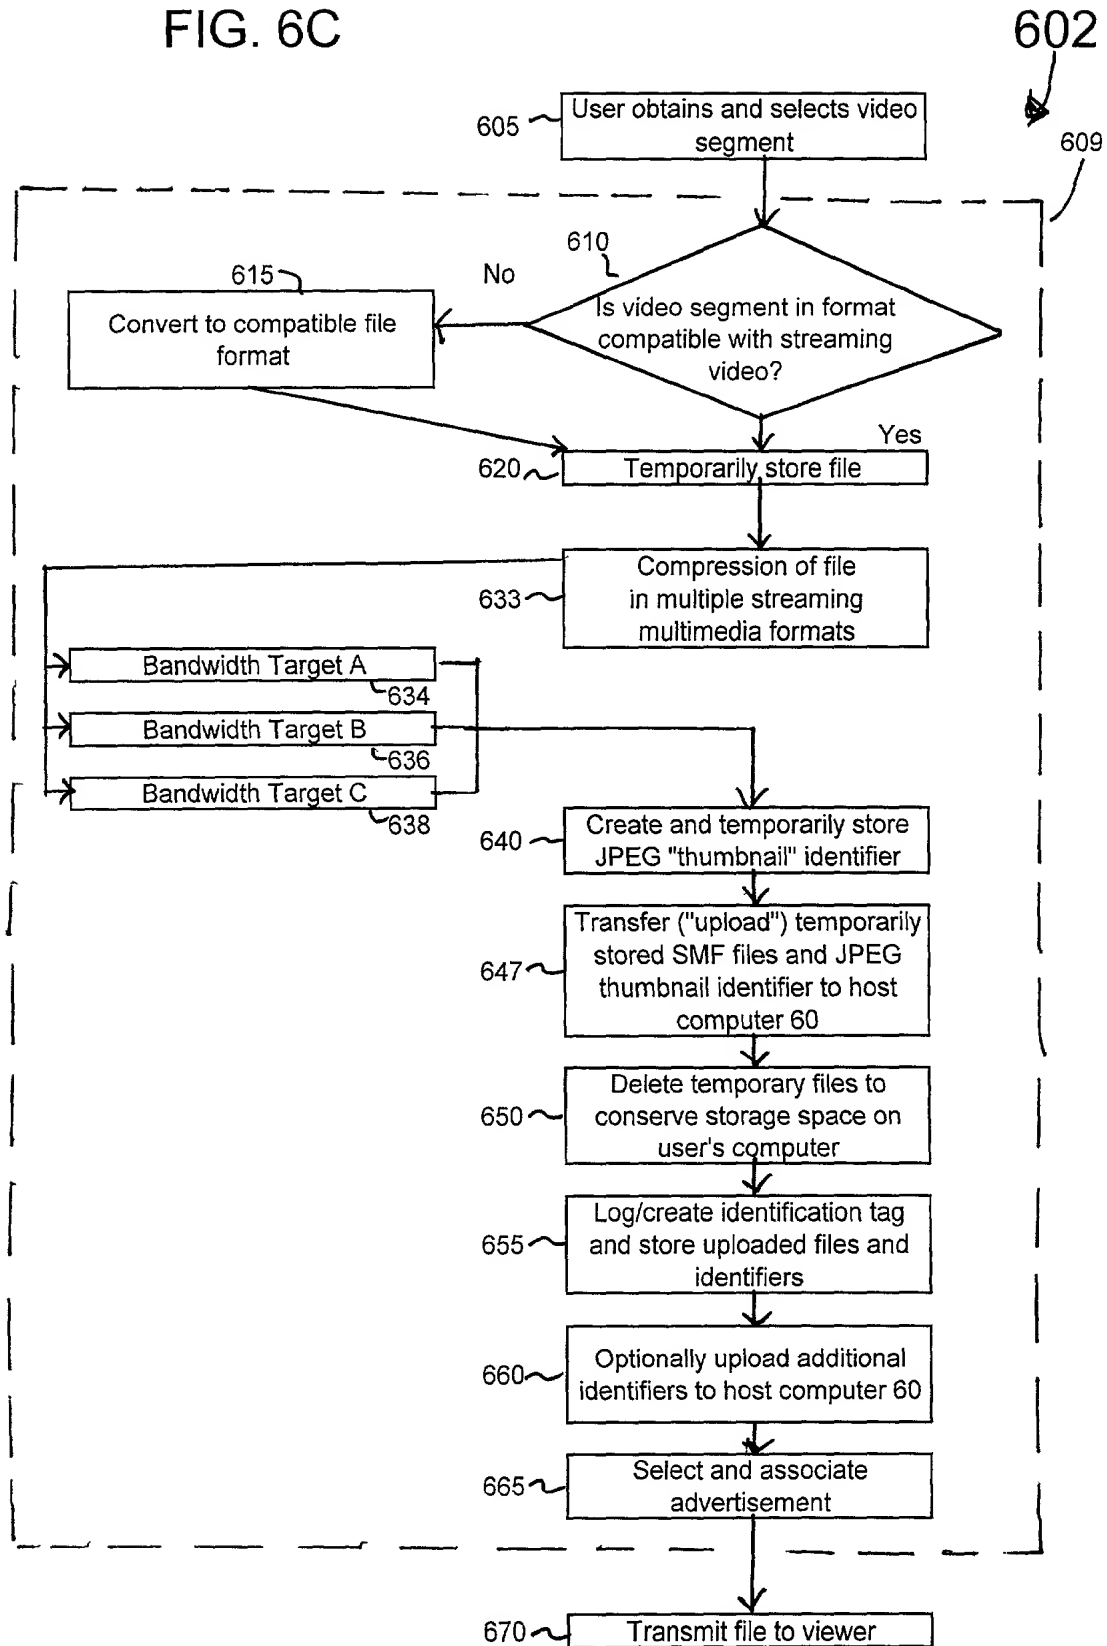 FIG. 6C
602
605
User obtains and selects video
segment
609
610
No
615
Is video segment in format
compatible with streaming
video?
Convert to compatible file
format
Yes
620
Temporarily store file
633
Compression of file
in multiple streaming
multimedia formats
Bandwidth Target A
634
Bandwidth Target B
636
Bandwidth Target C
638
640
Create and temporarily store
JPEG "thumbnail" identifier
647
Transfer ("upload") temporarily
stored SMF files and JPEG
thumbnail identifier to host
computer 60
650
Delete temporary files to
conserve storage space on
user's computer
655
Log/create identification tag
and store uploaded files and
identifiers
660
Optionally upload additional
identifiers to host computer 60
665
Select and associate
advertisement
670
Transmit file to viewer